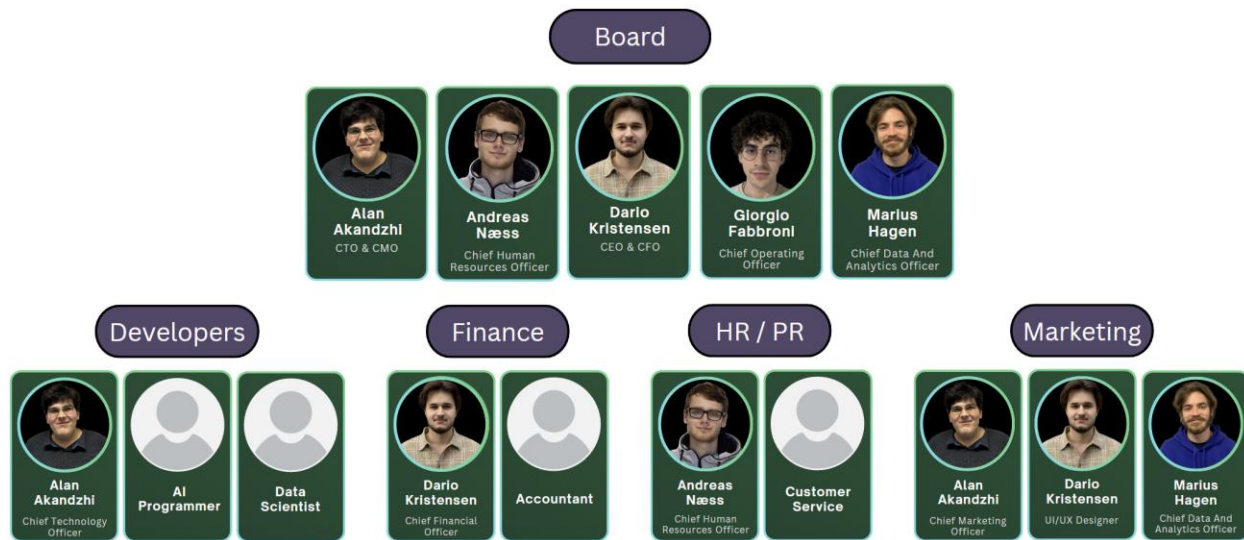 Board
Alan
Akandzhi
CTO & CMO
Andreas
Næss
Chief Human
Resources Officer
Dario
Kristensen
CEO & CFO
Giorgio
Fabbroni
Chief Operating
Officer
Marius
Hagen
Chief Data And
Analytics Officer
Developers
Alan
Akandzhi
Chief Technology
Officer
AI
Programmer
Data
Scientist
Finance
Dario
Kristensen
Chief Financial
Officer
Accountant
HR / PR
Andreas
Næss
Chief Human
Resources Officer
Customer
Service
Marketing
Alan
Akandzhi
Chief Marketing
Officer
Dario
Kristensen
UI/UX Designer
Marius
Hagen
Chief Data And
Analytics Officer